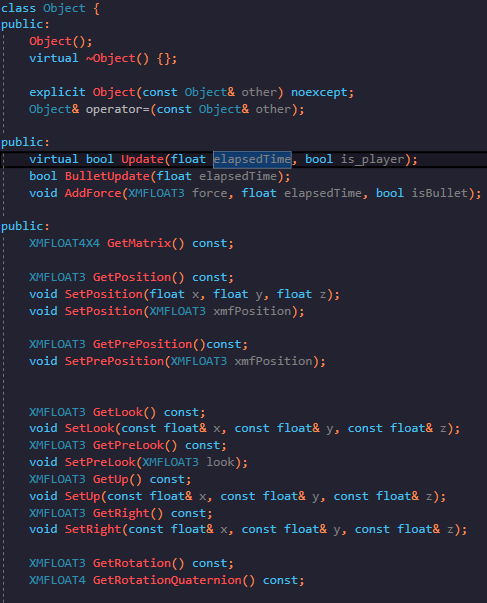 class Object {
public:
Object();
virtual ~Object() {};
explicit Object(const Object& other) noexcept;
Object& operator=(const Object& other);
public:
virtual bool Update(float elapsedTime, bool is_player);
bool BulletUpdate(float elapsedTime);
void AddForce(XMFLOAT3 force, float elapsedTime, bool isBullet);
public:
XMFLOAT4X4 GetMatrix() const;
XMFLOAT3 GetPosition() const;
void SetPosition(float x, float y, float z);
void SetPosition(XMFLOAT3 xmfPosition);
XMFLOAT3 GetPrePosition()const;
void SetPrePosition(XMFLOAT3 xmfPosition);
XMFLOAT3 GetLook() const;
void SetLook(const float& x, const float& y, const float& z);
XMFLOAT3 GetPreLook() const;
void SetPreLook(XMFLOAT3 look);
XMFLOAT3 GetUp() const;
void SetUp(const float& x, const float& y, const float& z);
XMFLOAT3 GetRight() const;
void SetRight(const float& x, const float& y, const float& z);
XMFLOAT3 GetRotation() const;
XMFLOAT4 GetRotationQuaternion() const;